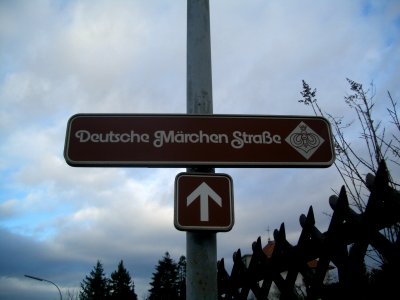 Deutsche Märchen Straße